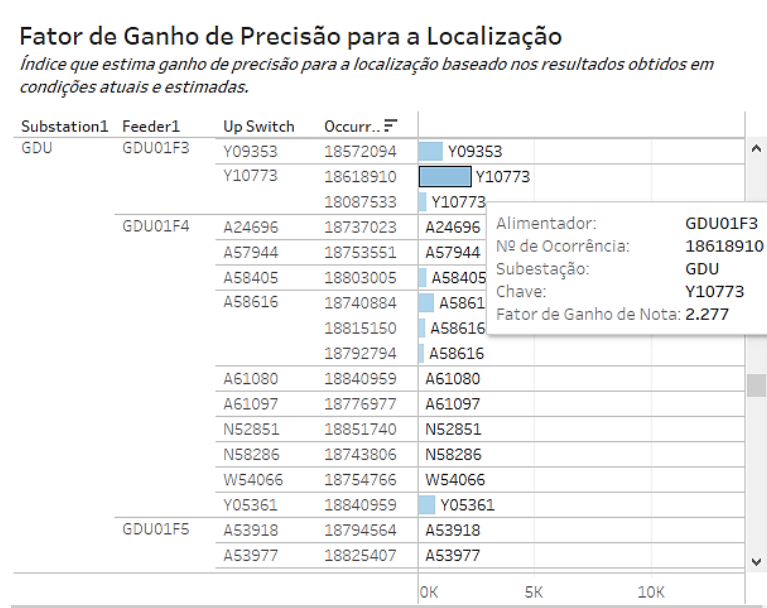 Fator de Ganho de Precisão para a Localização
Índice que estima ganho de precisão para a localização baseado nos resultados obtidos em
condições atuais e estimadas.
Substation1 Feeder1 Up Switch Occurr..
GDU GDU01F3 Y09353 18572094 Y09353
Y10773 18618910 Y10773
18087533 Y10773
GDU01F4 A24696 18737023 A24696
A57944 18753551 A57944
A58405 18803005 A58405
A58616 18740884 A5861
18815150 A58616
18792794 A58616
A61080 18840959 A61080
A61097 18776977 A61097
N52851 18851740 N52851
N58286 18743806 N58286
W54066 18754766 W54066
Y05361 18840959 Y05361
GDU01F5 A53918 18794564 A53918
A53977 18825407 A53977
0K 5K 10K
Alimentador: GDU01F3
Nº de Ocorrência: 18618910
Subestação: GDU
Chave: Y10773
Fator de Ganho de Nota: 2.277